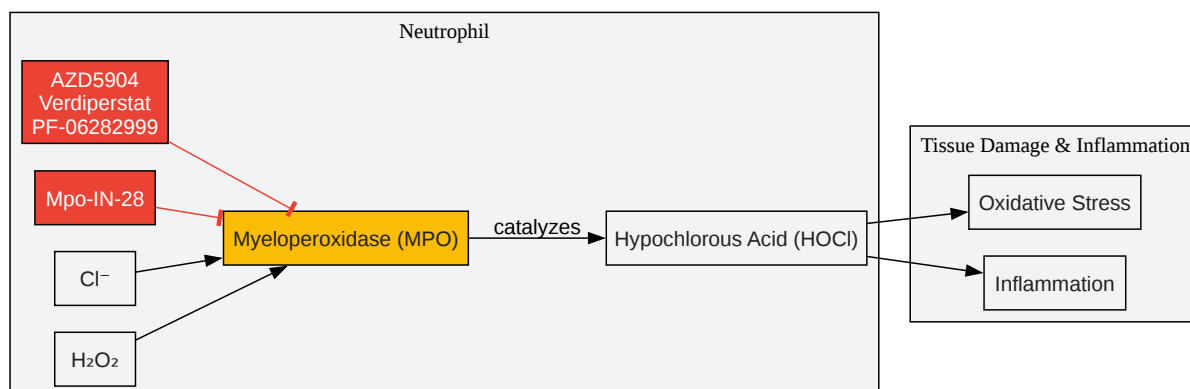 Neutrophil
AZD5904
Verdiperstat
PF-06282999
Mpo-IN-28
Cl⁻
H₂O₂
Myeloperoxidase (MPO)
catalyzes
Hypochlorous Acid (HOCl)
Tissue Damage & Inflammation
Oxidative Stress
Inflammation